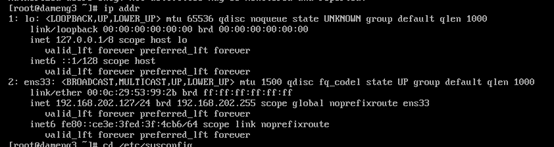 [root@dameng3 ~]# ip addr
1: lo: <LOOPBACK,UP,LOWER_UP> mtu 65536 qdisc noqueue state UNKNOWN group default qlen 1000
link/loopback 00:00:00:00:00:00 brd 00:00:00:00:00:00
inet 127.0.0.1/8 scope host lo
valid_lft forever preferred_lft forever
inet6 ::1/128 scope host
valid_lft forever preferred_lft forever
2: ens33: <BROADCAST,MULTICAST,UP,LOWER_UP> mtu 1500 qdisc fq_codel state UP group default qlen 1000
link/ether 00:0c:29:53:99:2b brd ff:ff:ff:ff:ff:ff
inet 192.168.202.127/24 brd 192.168.202.255 scope global noprefixroute ens33
valid_lft forever preferred_lft forever
inet6 fe80::ce3e:3fed:3f:4cb6/64 scope link noprefixroute
valid_lft forever preferred_lft forever
[root@dameng3 ~]# cd /etc/sysconfig